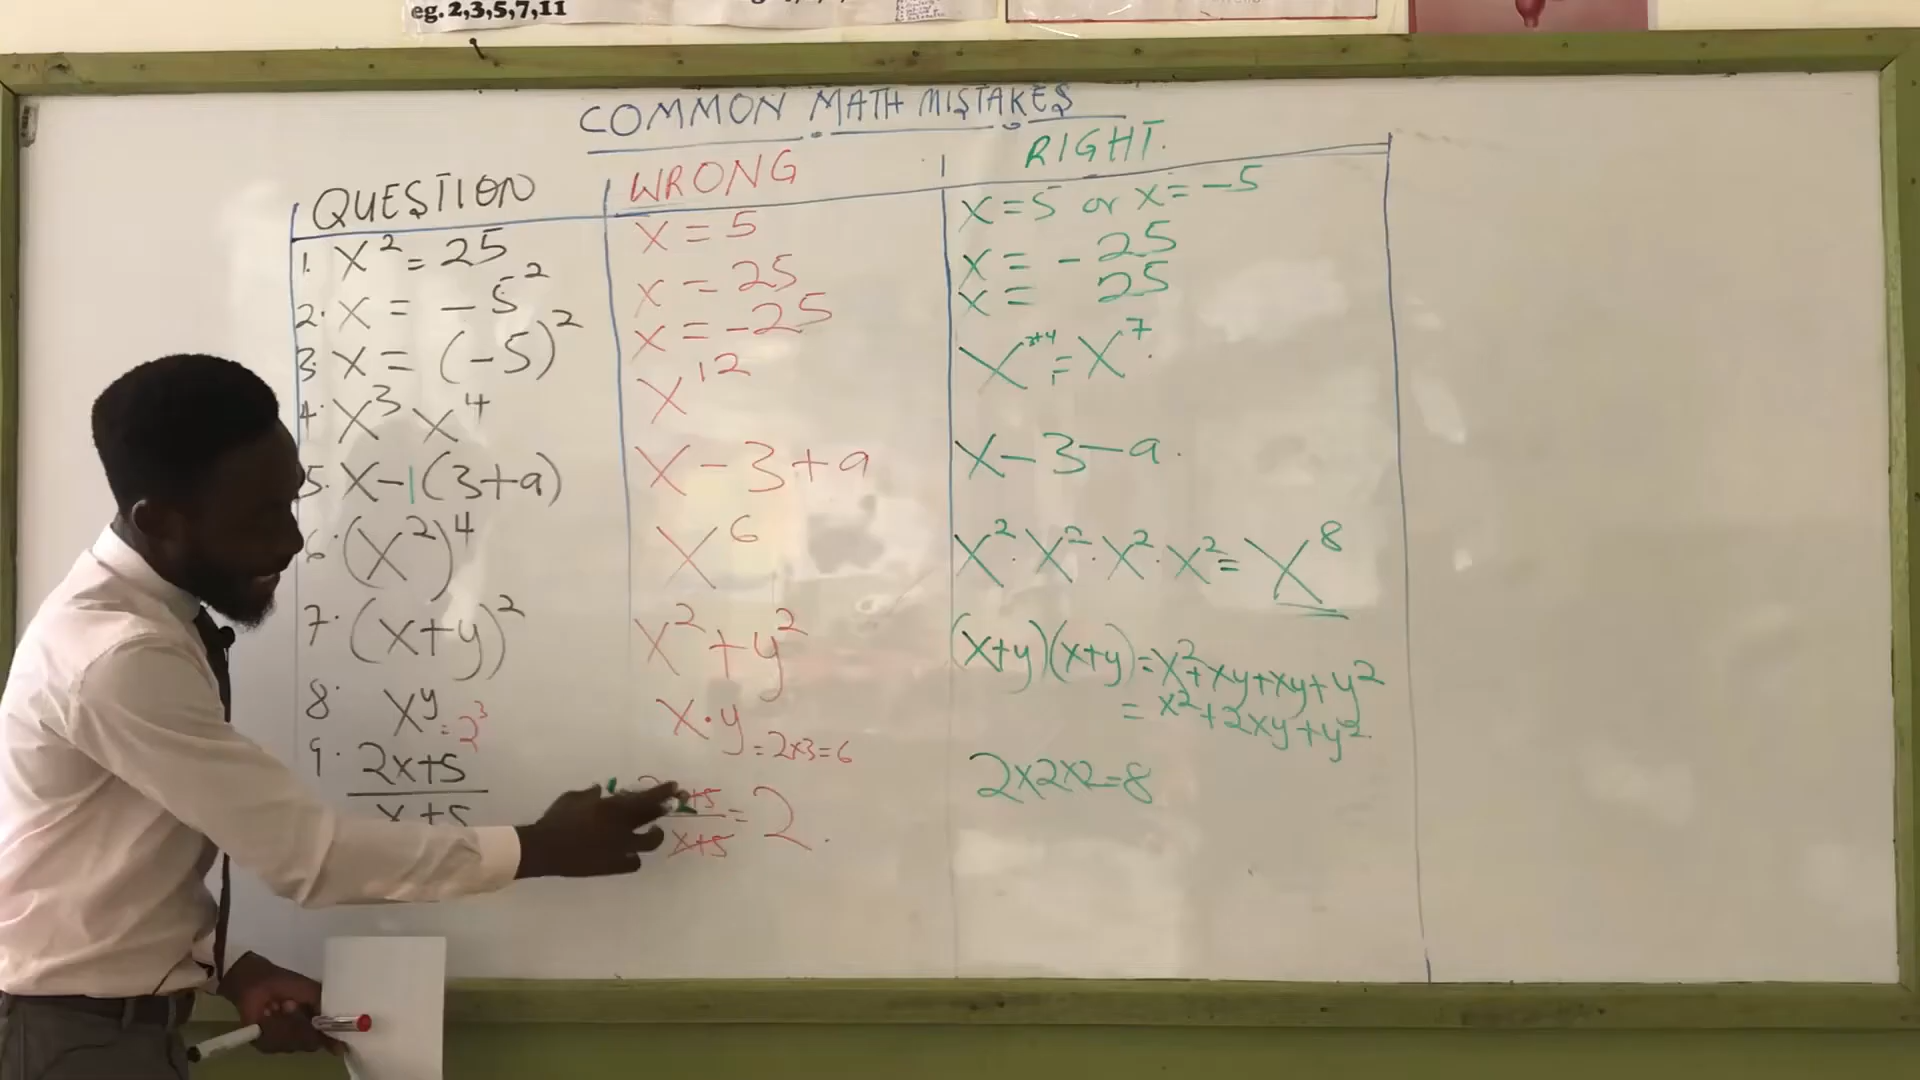 eg. 2,3,5,7,11
COMMON MATH MISTAKES
QUESTION WRONG RIGHT.
1. x² = 25 x = 5 x = 5 or x = -5
2. x = -5² x = 25 x = -25
3. x = (-5)² x = -25 x = 25
4. x³ x⁴ x¹² x³⁺⁴ = x⁷.
5. x-1(3+a) x-3+a x-3-a.
6. (x²)⁴ x⁶ x².x².x².x² = x⁸
7. (x+y)² x²+y² (x+y)(x+y) = x²+xy+xy+y²
= x²+2xy+y².
8. xʸ = 2³ x.y = 2x3=6 2x2x2=8
9. 2x+5 +5 = 2.
x+5 x+5